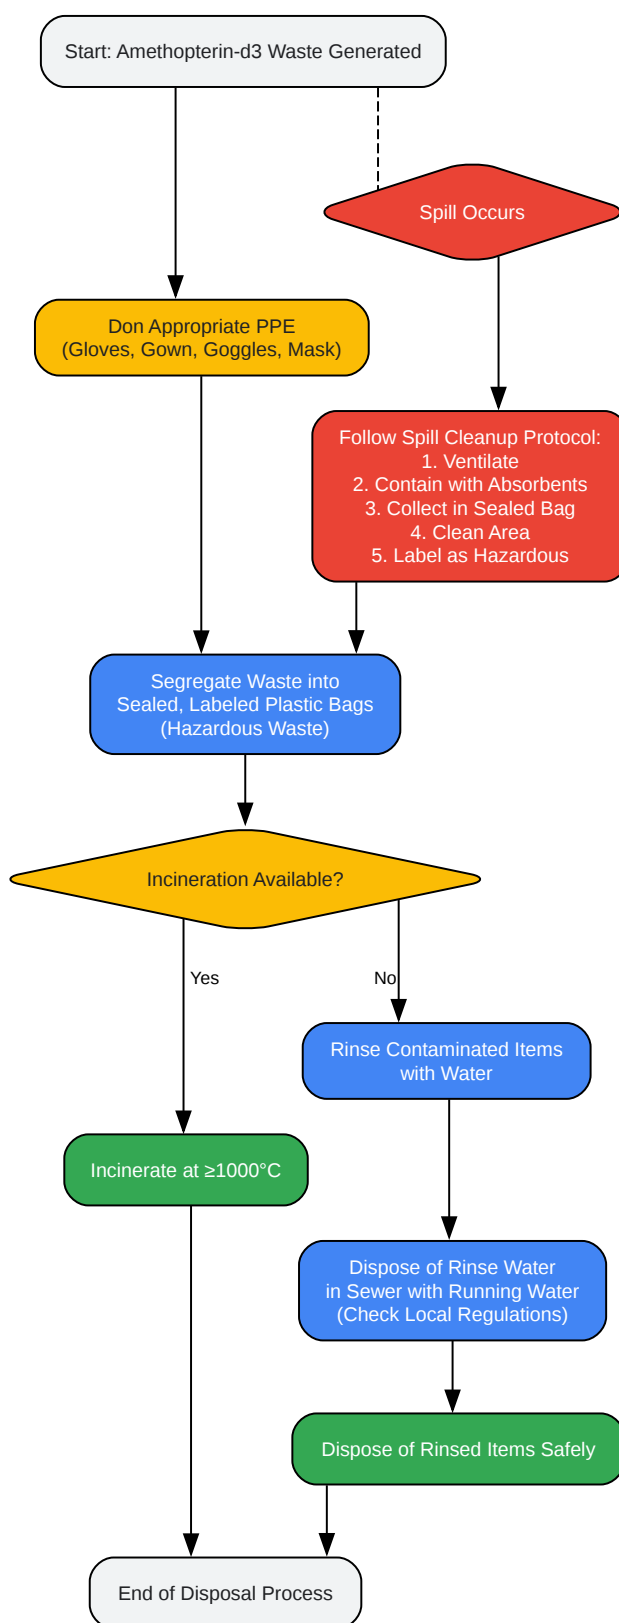 Start: Amethopterin-d3 Waste Generated
Spill Occurs
Don Appropriate PPE
(Gloves, Gown, Goggles, Mask)
Follow Spill Cleanup Protocol:
1. Ventilate
2. Contain with Absorbents
3. Collect in Sealed Bag
4. Clean Area
5. Label as Hazardous
Segregate Waste into
Sealed, Labeled Plastic Bags
(Hazardous Waste)
Incineration Available?
Yes
No
Rinse Contaminated Items
with Water
Incinerate at ≥1000°C
Dispose of Rinse Water
in Sewer with Running Water
(Check Local Regulations)
Dispose of Rinsed Items Safely
End of Disposal Process